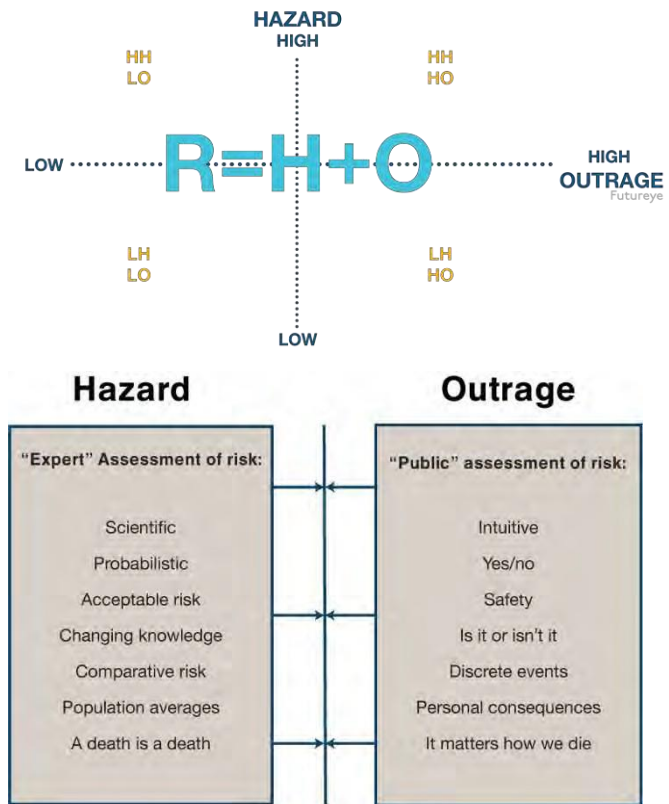 HAZARD
HIGH
HH
LO
HH
HO
LOW
R=H+O
HIGH
OUTRAGE
Futureye
LH
LO
LH
HO
LOW
Hazard
Outrage
"Expert" Assessment of risk:
Scientific
Probabilistic
Acceptable risk
Changing knowledge
Comparative risk
Population averages
A death is a death
"Public" assessment of risk:
Intuitive
Yes/no
Safety
Is it or isn't it
Discrete events
Personal consequences
It matters how we die